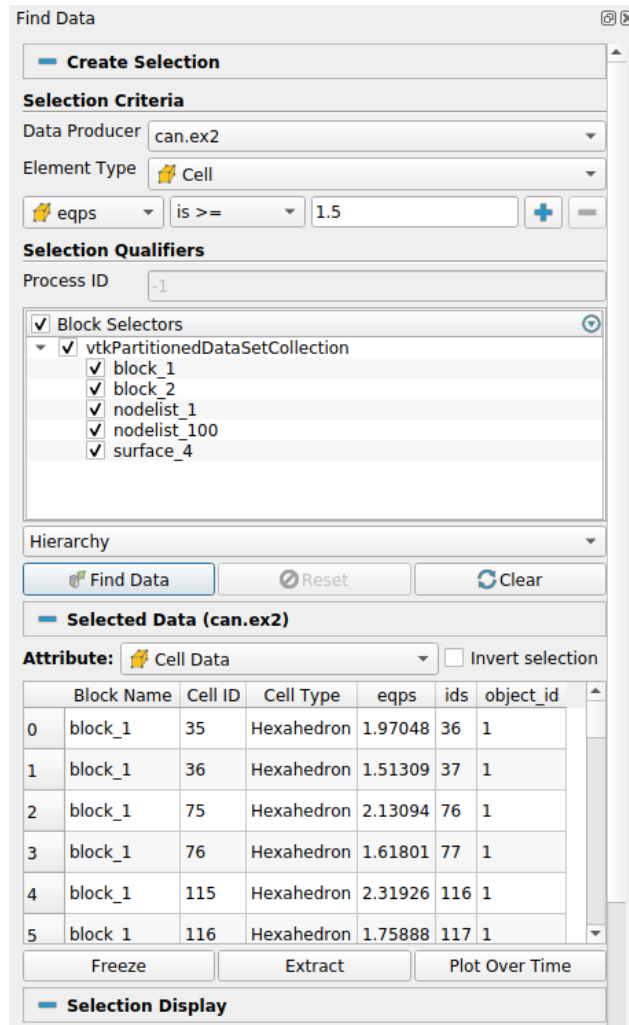 Find Data
Create Selection
Selection Criteria
Data Producer can.ex2
Element Type Cell
eqps is >= 1.5
Selection Qualifiers
Process ID -1
Block Selectors
vtkPartitionedDataSetCollection
block_1
block_2
nodelist_1
nodelist_100
surface_4
Hierarchy
Find Data Reset Clear
Selected Data (can.ex2)
Attribute: Cell Data Invert selection
Block Name Cell ID Cell Type eqps ids object_id
0 block_1 35 Hexahedron 1.97048 36 1
1 block_1 36 Hexahedron 1.51309 37 1
2 block_1 75 Hexahedron 2.13094 76 1
3 block_1 76 Hexahedron 1.61801 77 1
4 block_1 115 Hexahedron 2.31926 116 1
5 block_1 116 Hexahedron 1.75888 117 1
Freeze Extract Plot Over Time
Selection Display